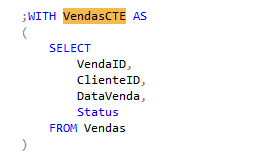 ;WITH VendasCTE AS
(
SELECT
VendaID,
ClienteID,
DataVenda,
Status
FROM Vendas
)